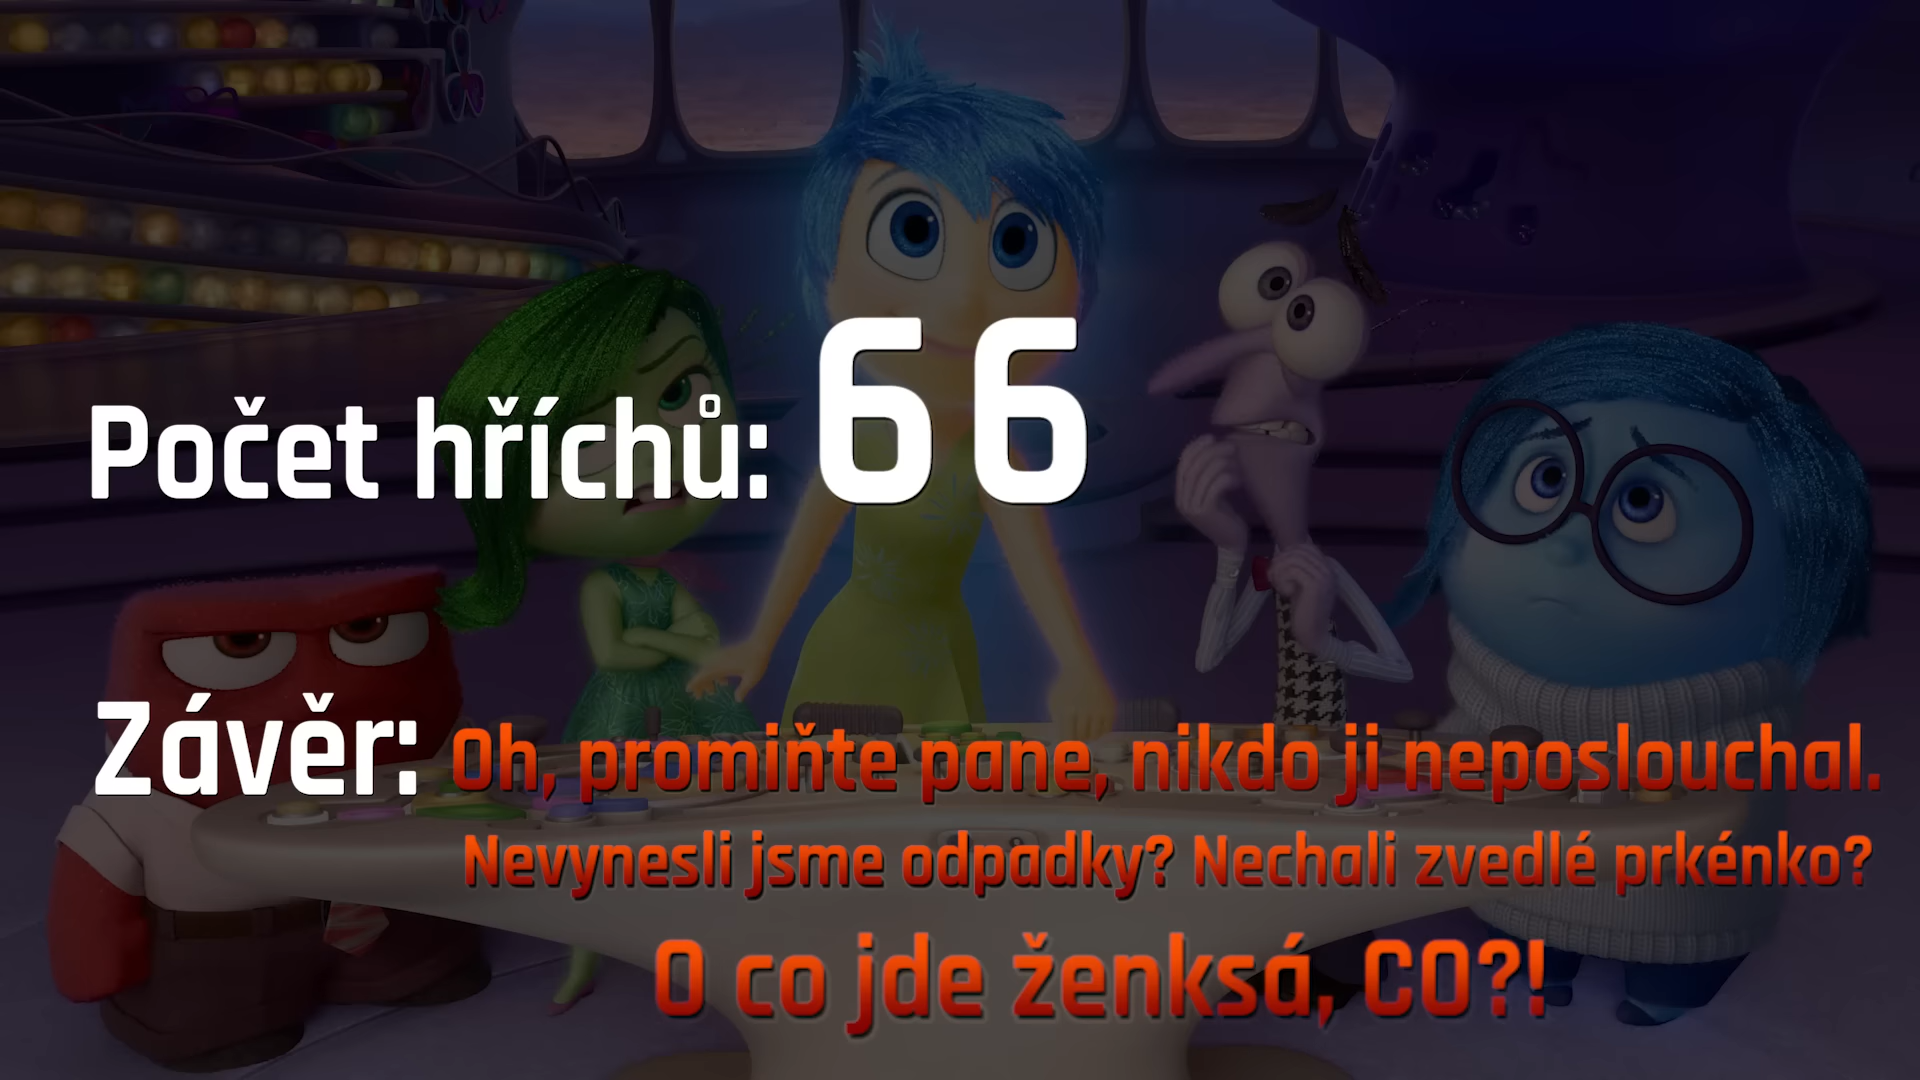 Počet hříchů: 66
Závěr: Oh, promiňte pane, nikdo ji neposlouchal.
Nevynesli jsme odpadky? Nechali zvedlé prkénko?
O co jde ženksá, CO?!